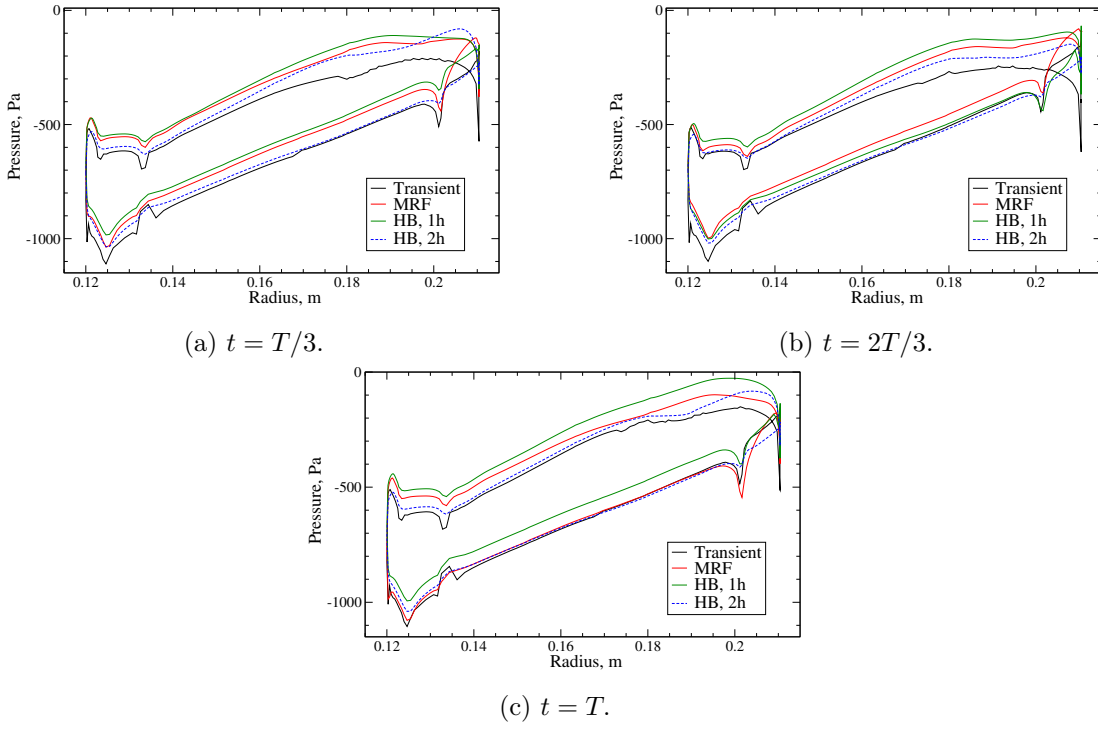 0
-500
-1000
Pressure, Pa
0.12 0.14 0.16 0.18 0.2
Radius, m
Transient
MRF
HB, 1h
HB, 2h
(a) t = T/3.
0
-500
-1000
Pressure, Pa
0.12 0.14 0.16 0.18 0.2
Radius, m
Transient
MRF
HB, 1h
HB, 2h
(b) t = 2T/3.
0
-500
-1000
Pressure, Pa
0.12 0.14 0.16 0.18 0.2
Radius, m
Transient
MRF
HB, 1h
HB, 2h
(c) t = T.